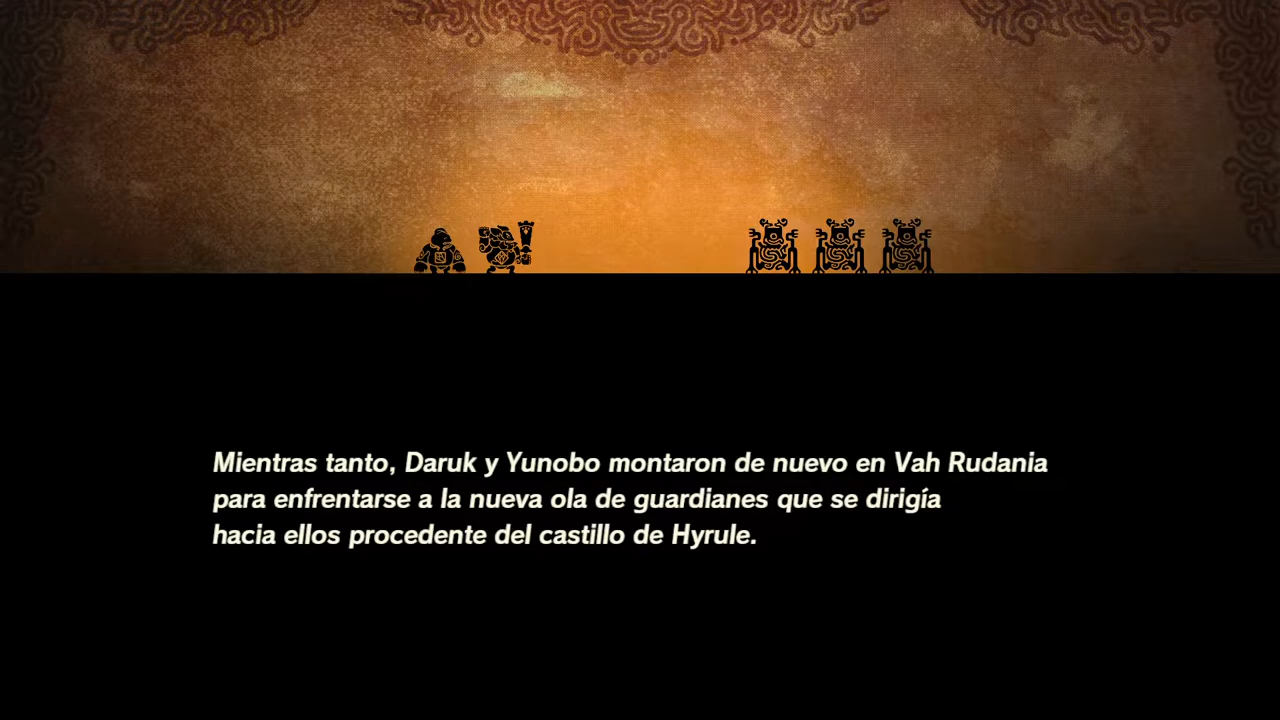 Mientras tanto, Daruk y Yunobo montaron de nuevo en Vah Rudania
para enfrentarse a la nueva ola de guardianes que se dirigía
hacia ellos procedente del castillo de Hyrule.